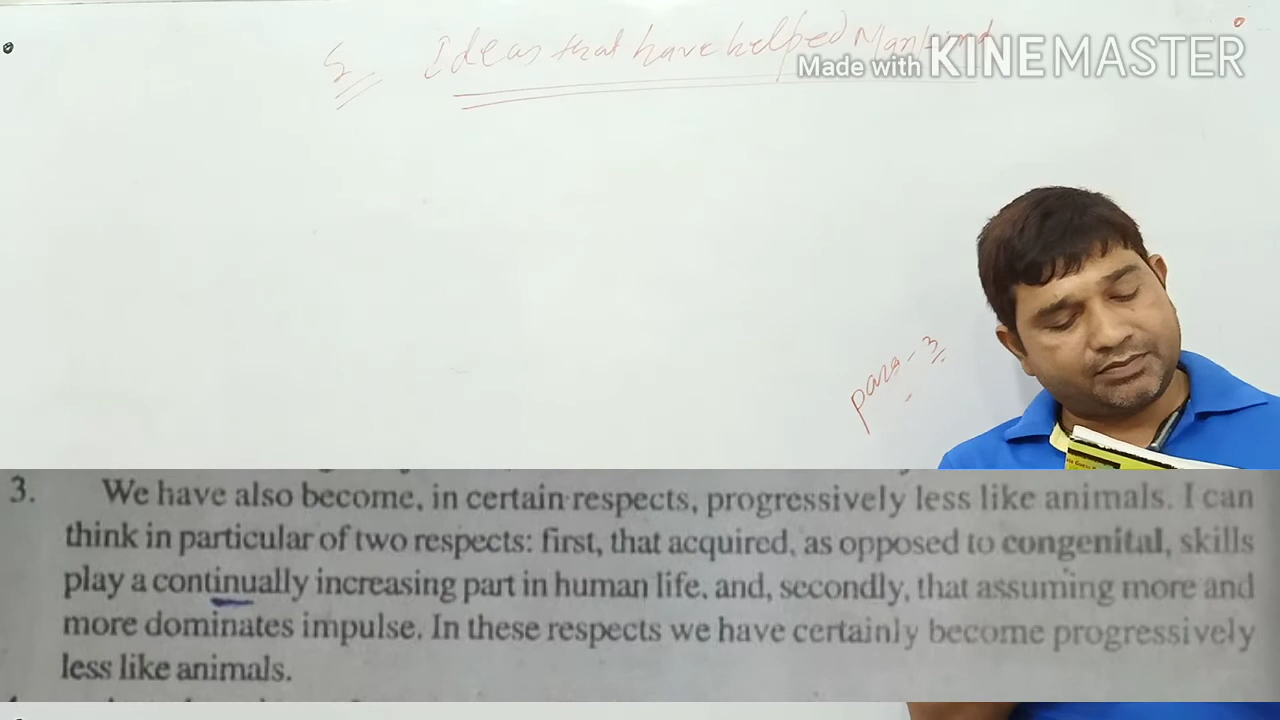 2 Ideas that have helped Mankind
Made with KINEMASTER
para-3
3. We have also become, in certain respects, progressively less like animals. I can
think in particular of two respects: first, that acquired, as opposed to congenital, skills
play a continually increasing part in human life, and, secondly, that assuming more and
more dominates impulse. In these respects we have certainly become progressively
less like animals.